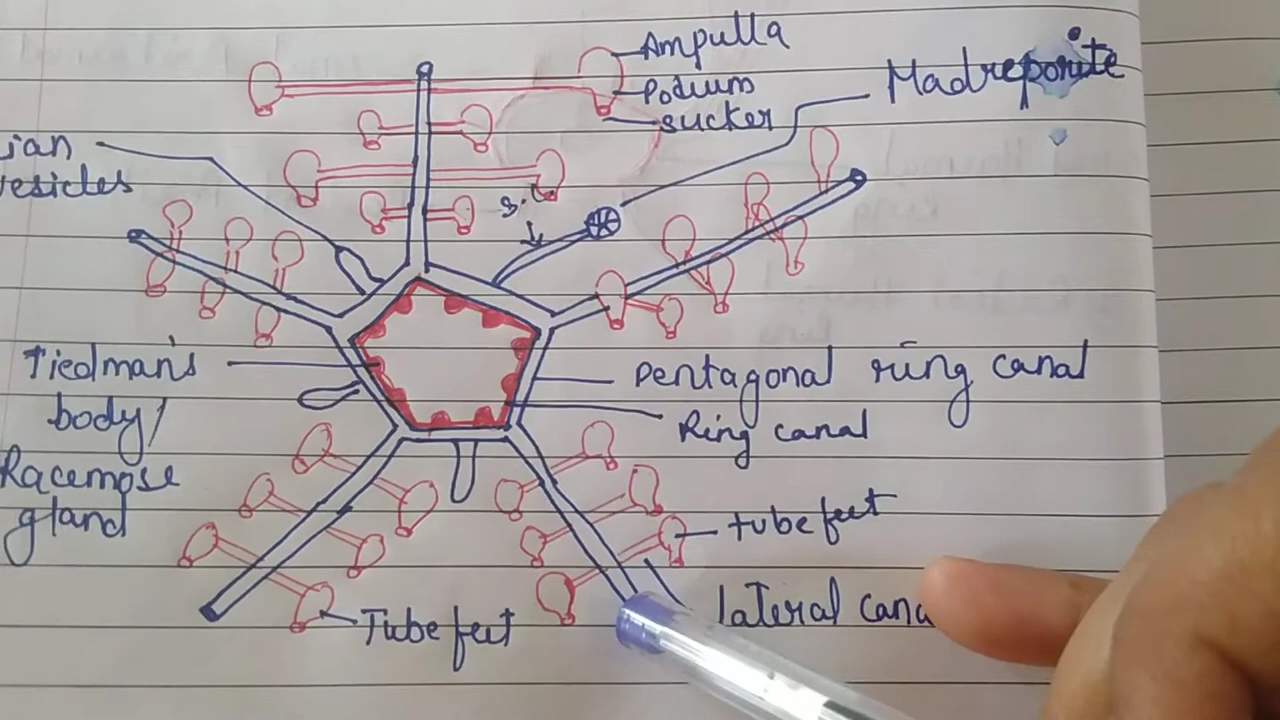 Ampulla
Podium
sucker
Madreporite
ian
vesicles
s.c
Tiedman's
body/
Racemose
gland
Pentagonal ring canal
Ring canal
tube feet
lateral cana
Tube feet